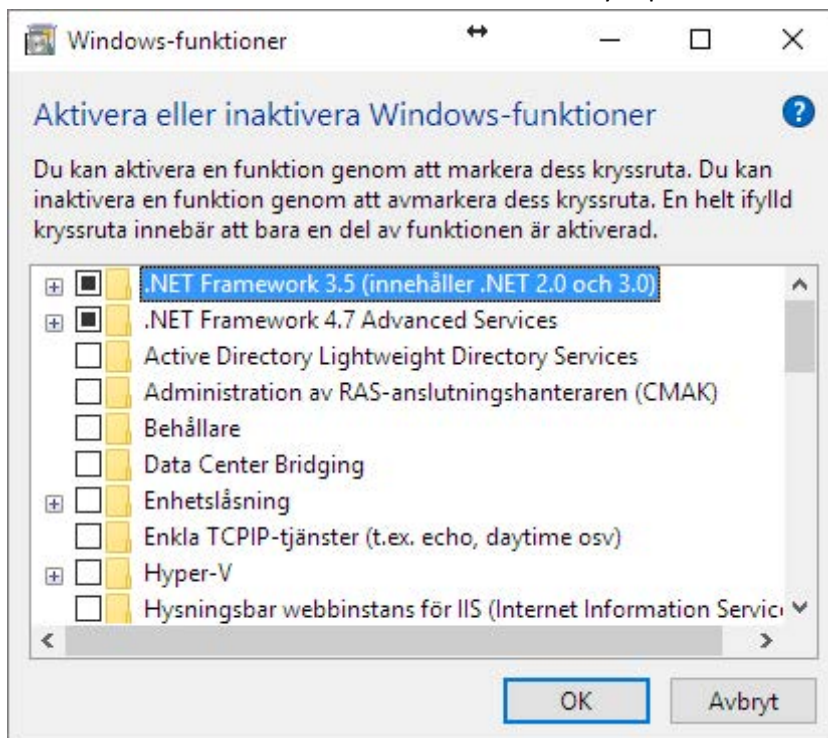 Windows-funktioner
Aktivera eller inaktivera Windows-funktioner
?
Du kan aktivera en funktion genom att markera dess kryssruta. Du kan
inaktivera en funktion genom att avmarkera dess kryssruta. En helt ifylld
kryssruta innebär att bara en del av funktionen är aktiverad.
.NET Framework 3.5 (innehåller .NET 2.0 och 3.0)
.NET Framework 4.7 Advanced Services
Active Directory Lightweight Directory Services
Administration av RAS-anslutningshanteraren (CMAK)
Behållare
Data Center Bridging
Enhetslåsning
Enkla TCPIP-tjänster (t.ex. echo, daytime osv)
Hyper-V
Hysningsbar webbinstans för IIS (Internet Information
OK Avbryt